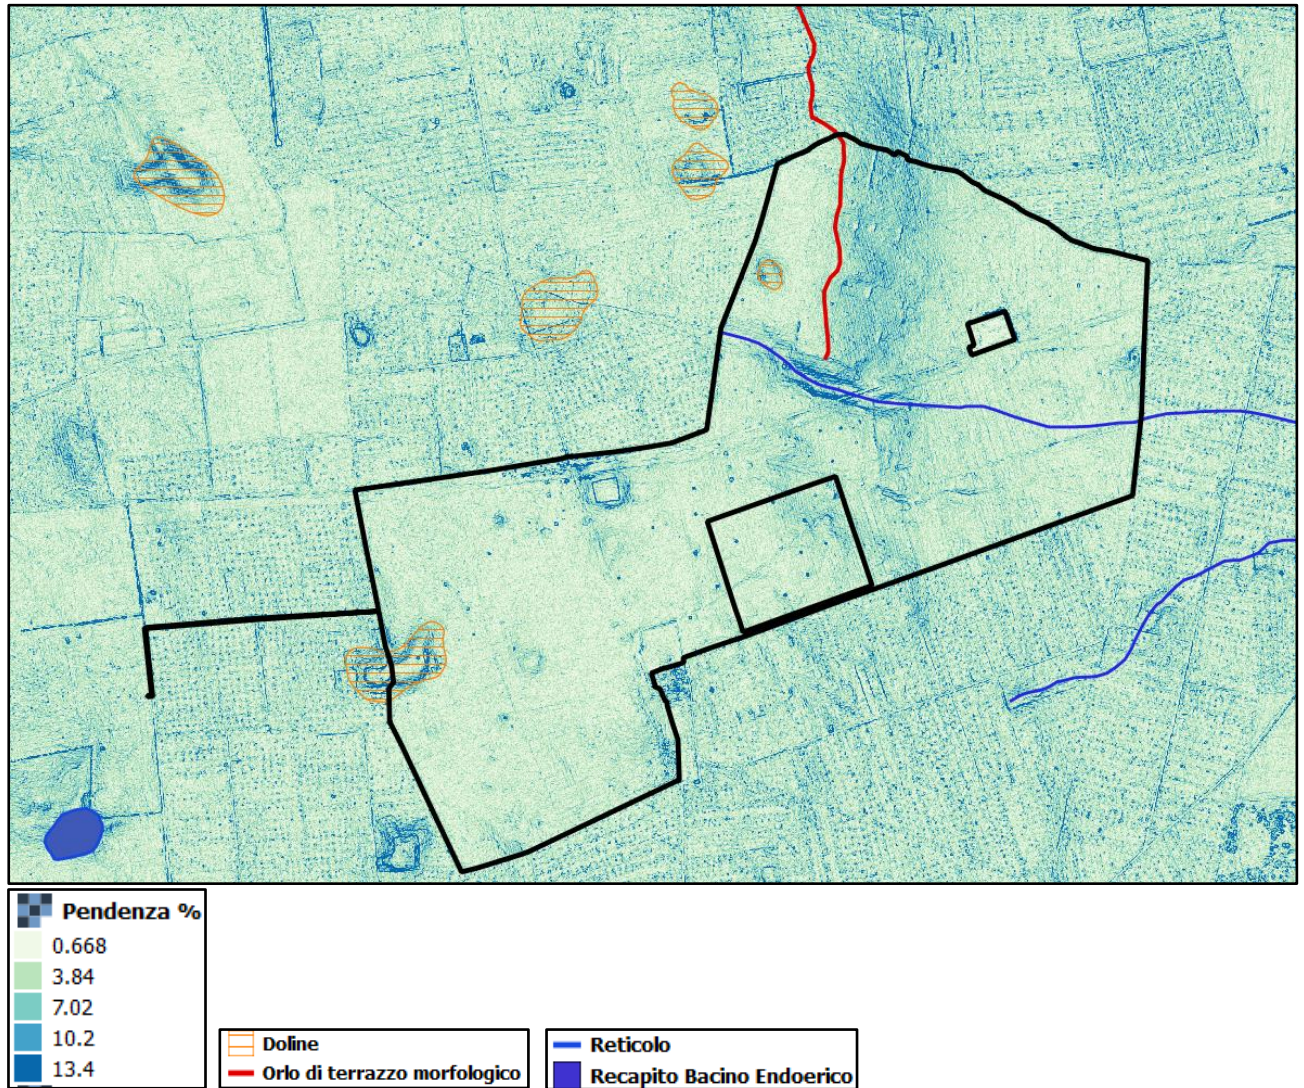 Pendenza %
0.668
3.84
7.02
10.2
13.4
Doline
Orlo di terrazzo morfologico
Reticolo
Recapito Bacino Endoerico